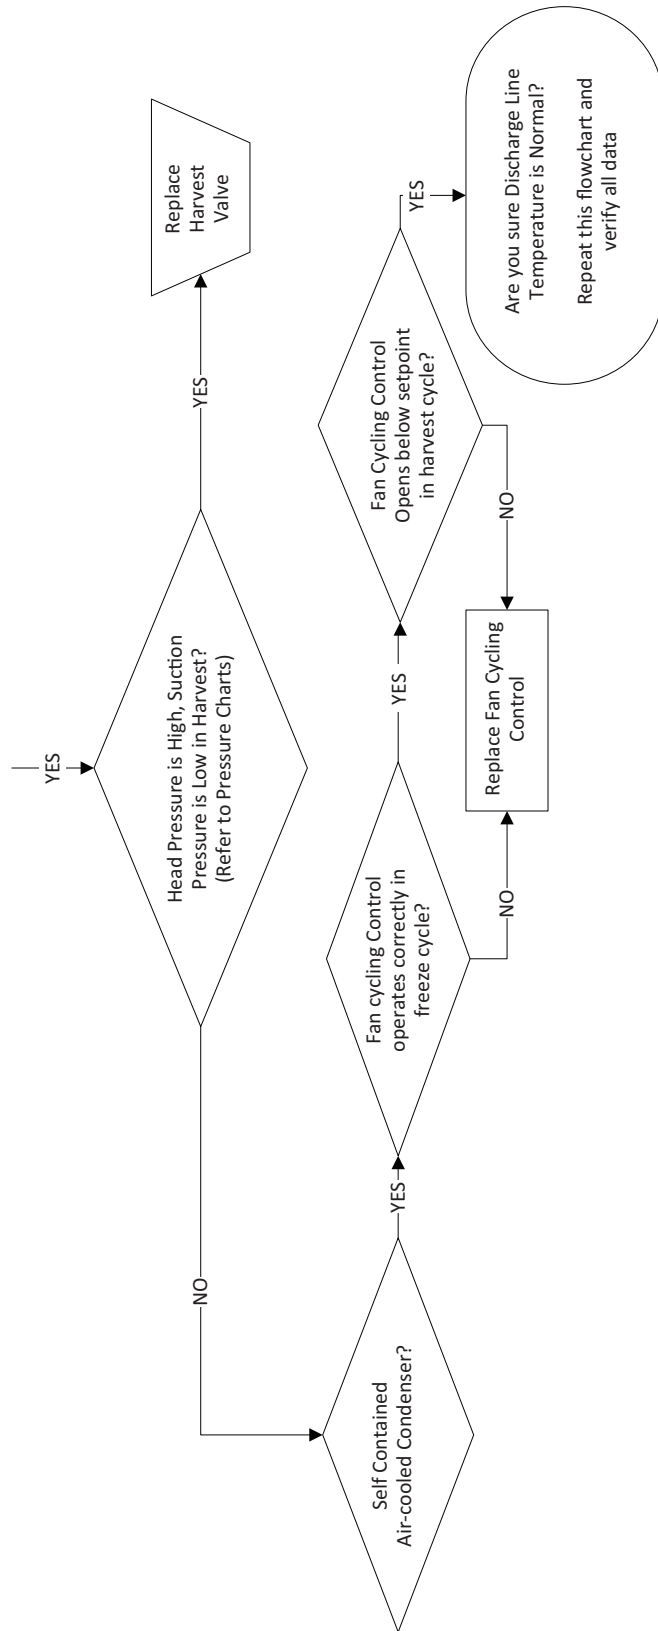 YES
Head Pressure is High, Suction
Pressure is Low in Harvest?
(Refer to Pressure Charts)
YES
Replace
Harvest
Valve
NO
Self Contained
Air-cooled Condenser?
YES
Fan cycling Control
operates correctly in
freeze cycle?
YES
NO
Fan Cycling Control
Opens below setpoint
in harvest cycle?
YES
NO
Replace Fan Cycling
Control
Are you sure Discharge Line
Temperature is Normal?
Repeat this flowchart and
verify all data